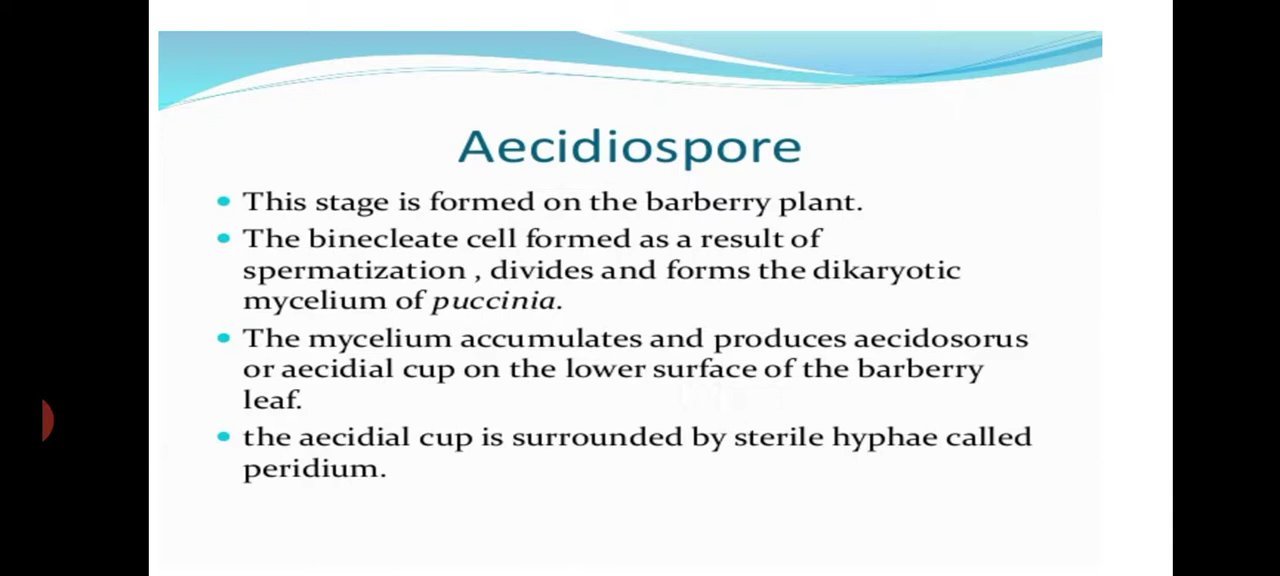 Aecidiospore
• This stage is formed on the barberry plant.
• The binecleate cell formed as a result of
spermatization , divides and forms the dikaryotic
mycelium of puccinia.
• The mycelium accumulates and produces aecidosorus
or aecidial cup on the lower surface of the barberry
leaf.
• the aecidial cup is surrounded by sterile hyphae called
peridium.